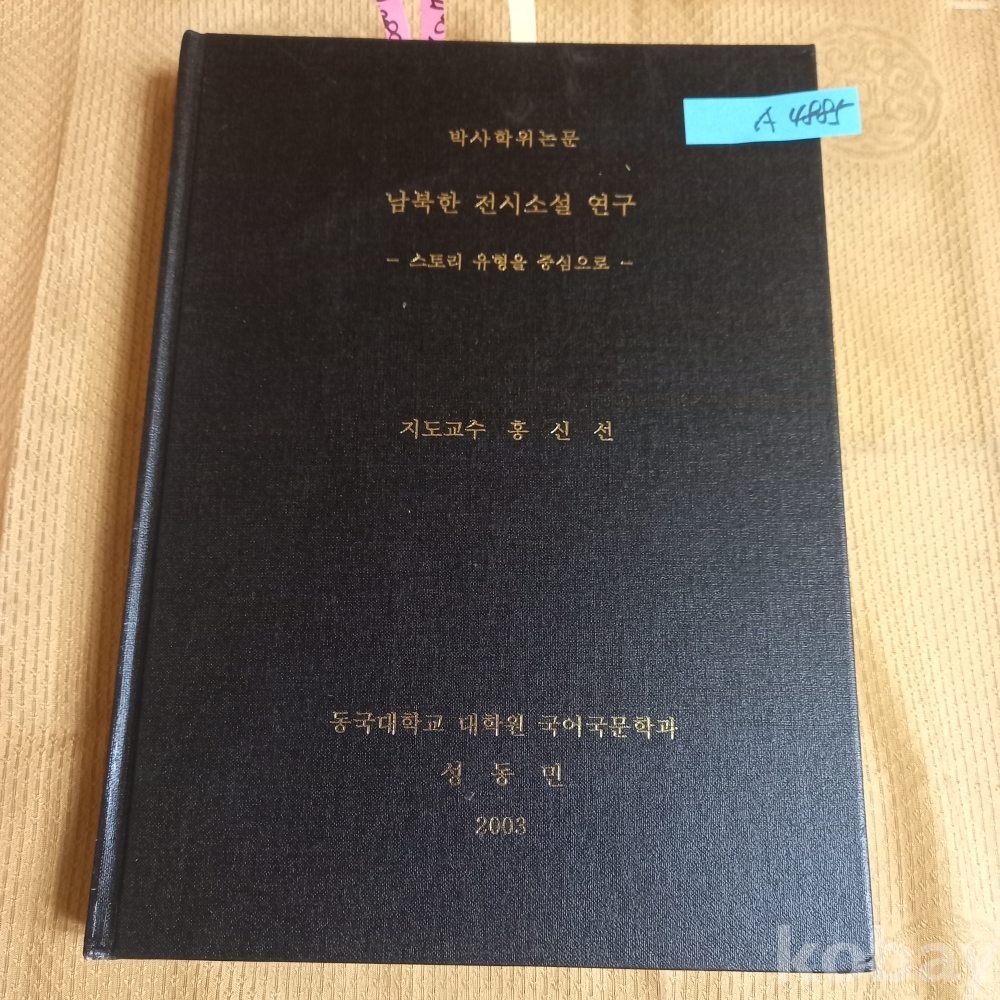 A 4885
박사학위논문
남북한 전시소설 연구
- 스토리 유형을 중심으로 -
지도교수 홍 신 선
동국대학교 대학원 국어국문학과
성 동 민
2003
kobay